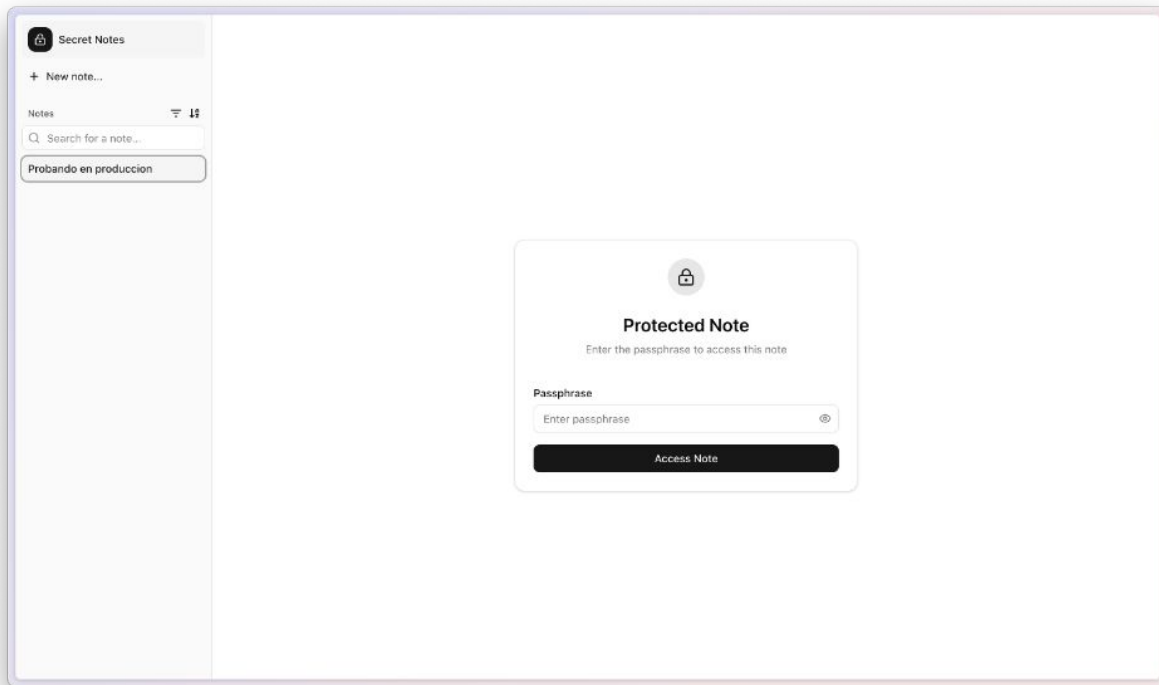 Secret Notes
+ New note...
Notes
Search for a note...
Probando en produccion
Protected Note
Enter the passphrase to access this note
Passphrase
Enter passphrase
Access Note